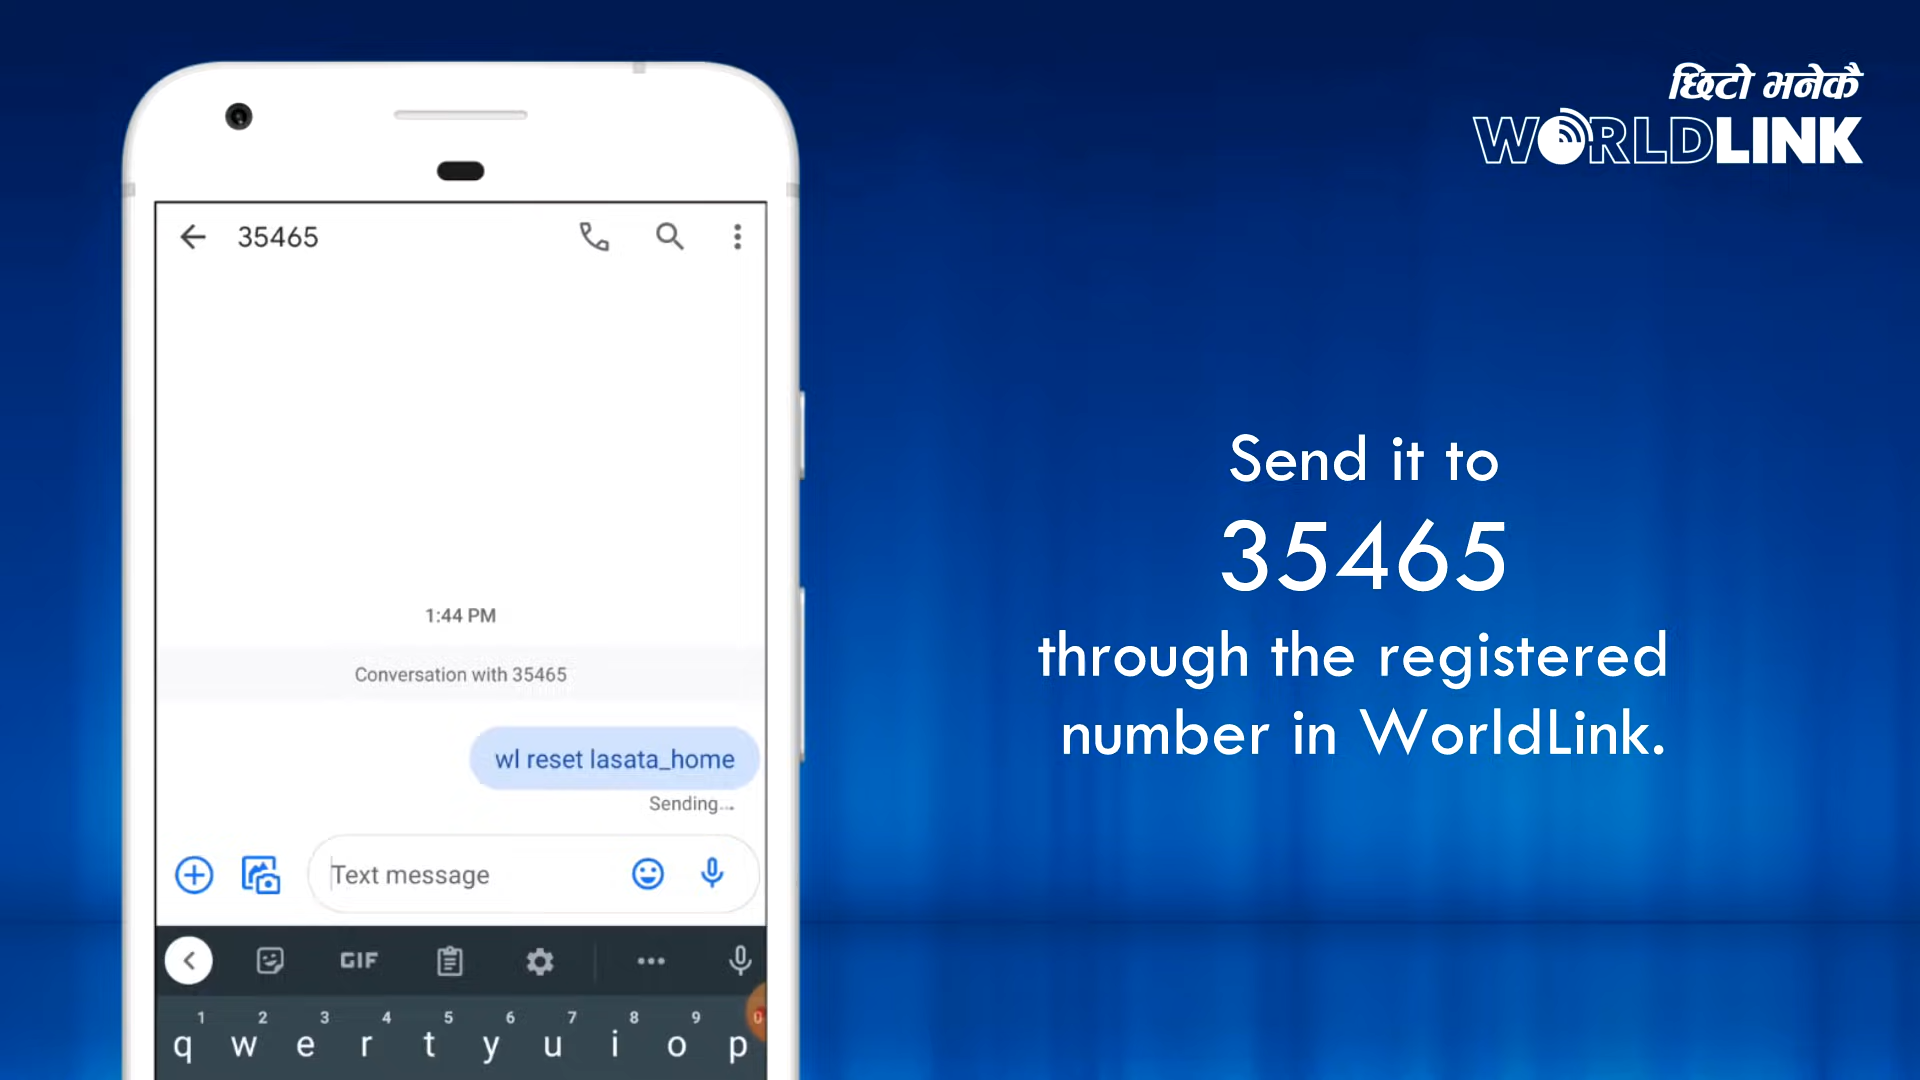 छिटो भनेकै
WORLDLINK
35465
1:44 PM
Conversation with 35465
wl reset lasata_home
Sending...
Text message
GIF
1 2 3 4 5 6 7 8 9 0
q w e r t y u i o p
Send it to
35465
through the registered
number in WorldLink.